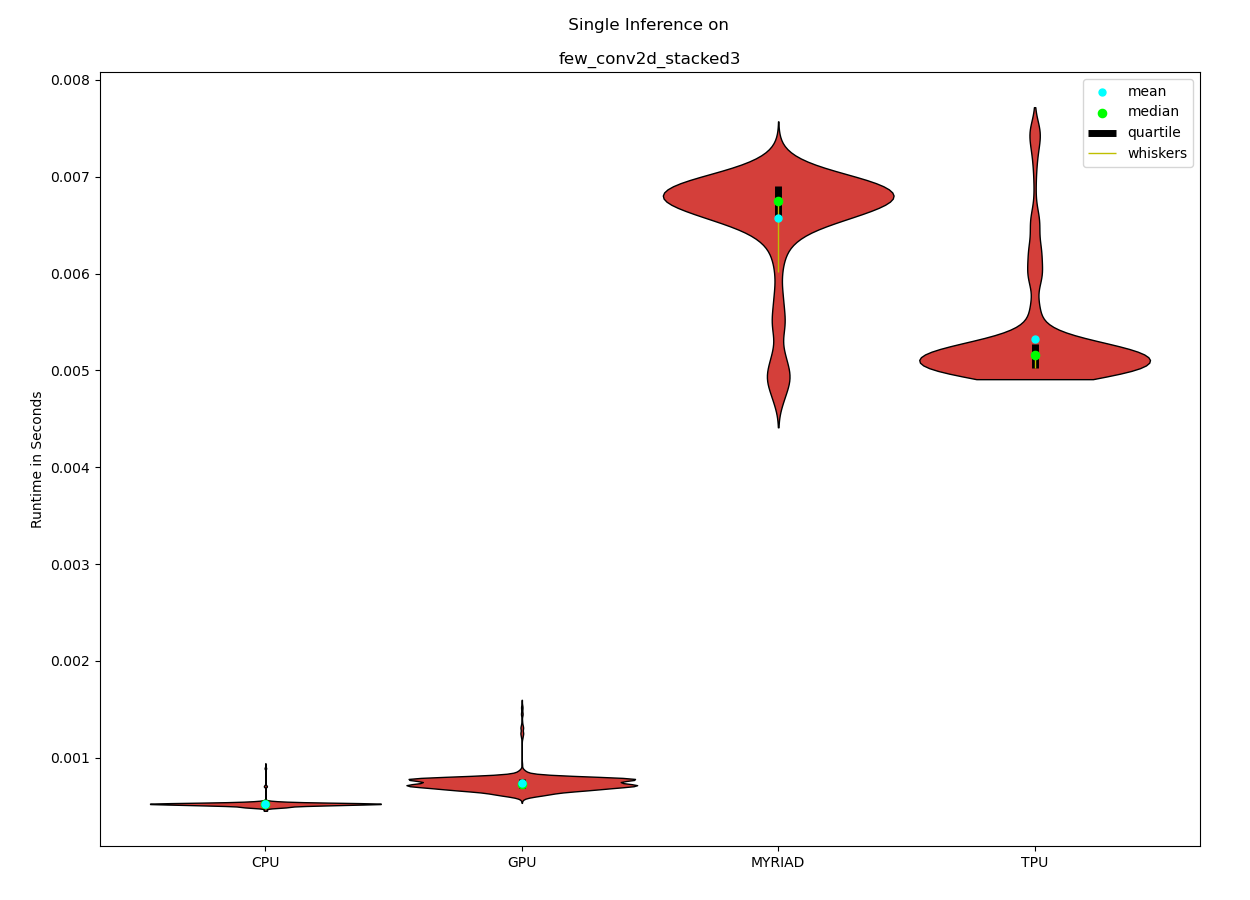 Single Inference on
few_conv2d_stacked3
mean
median
quartile
whiskers
Runtime in Seconds
0.008
0.007
0.006
0.005
0.004
0.003
0.002
0.001
CPU
GPU
MYRIAD
TPU